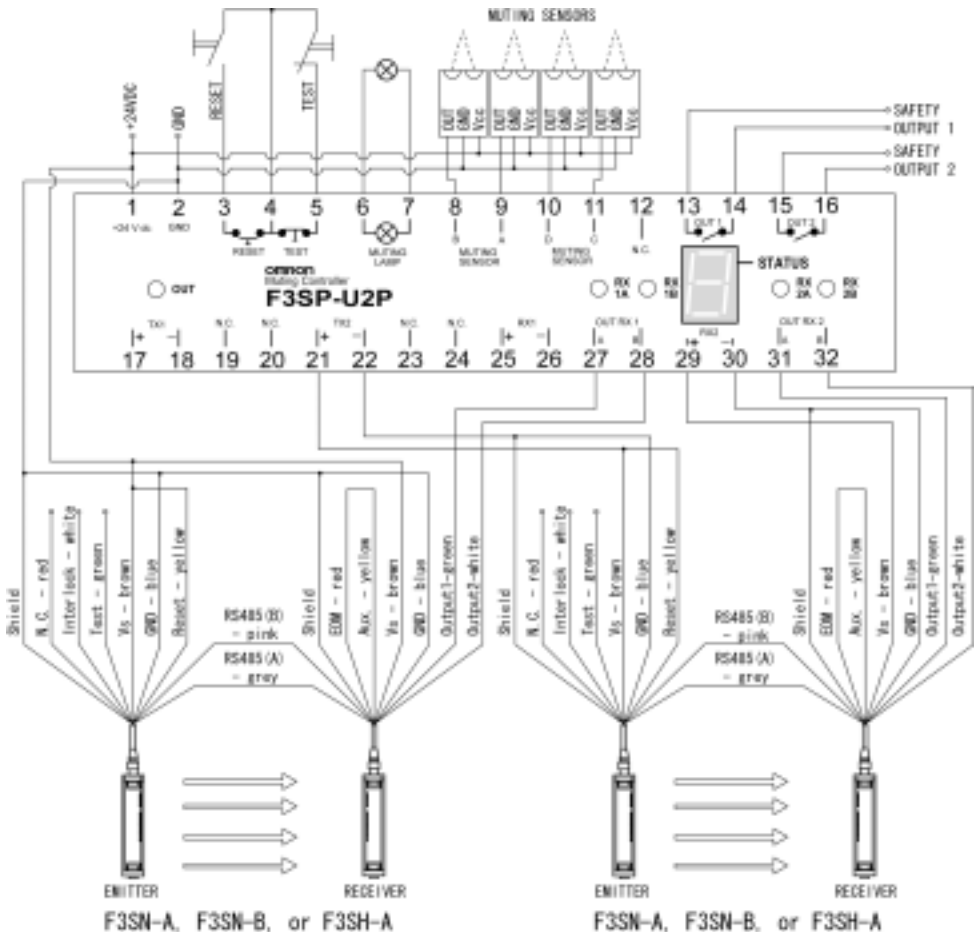 MUTING SENSORS
RESET
TEST
+24VDC
GND
OUT GND Vcc OUT GND Vcc OUT GND Vcc OUT GND Vcc
SAFETY
OUTPUT 1
SAFETY
OUTPUT 2
1 2 3 4 5 6 7 8 9 10 11 12 13 14 15 16
+24 Vdc GND
RESET TEST
MUTING LAMP
B A
MUTING SENSOR
D C
MUTING SENSOR
N.C.
OUT 1
OUT 2
STATUS
omron
Muting Controller
F3SP-U2P
OUT
RX 1A
RX 1B
RX 2A
RX 2B
TX1 N.C. N.C. TX2 N.C. N.C. RX1 OUT RX 1 RX2 OUT RX 2
+ - + - + - A B + - A B
17 18 19 20 21 22 23 24 25 26 27 28 29 30 31 32
Shield
N.C. - red
Interlock - white
Test - green
Vs - brown
GND - blue
Reset - yellow
RS485(B) - pink
RS485(A) - grey
Shield
EDM - red
Aux. - yellow
Vs - brown
GND - blue
Output1-green
Output2-white
Shield
N.C. - red
Interlock - white
Test - green
Vs - brown
GND - blue
Reset - yellow
RS485(B) - pink
RS485(A) - grey
Shield
EDM - red
Aux. - yellow
Vs - brown
GND - blue
Output1-green
Output2-white
EMITTER RECEIVER
EMITTER RECEIVER
F3SN-A, F3SN-B, or F3SH-A
F3SN-A, F3SN-B, or F3SH-A